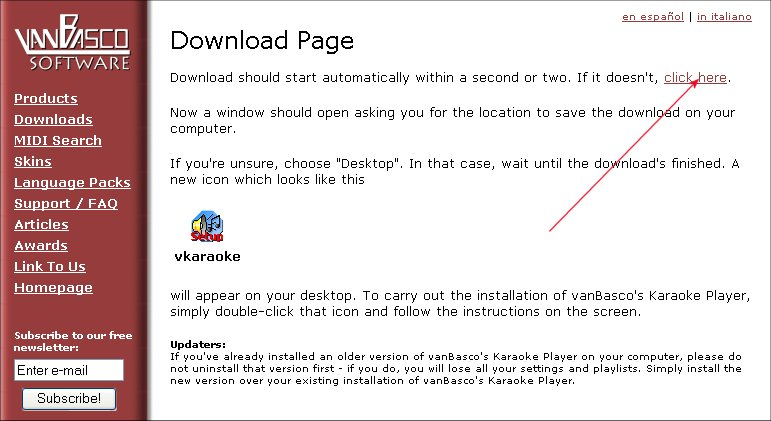 vanBasco
SOFTWARE
Products
Downloads
MIDI Search
Skins
Language Packs
Support / FAQ
Articles
Awards
Link To Us
Homepage
Subscribe to our free
newsletter:
Enter e-mail
Subscribe!
en español | in italiano
Download Page
Download should start automatically within a second or two. If it doesn't, click here.
Now a window should open asking you for the location to save the download on your
computer.
If you're unsure, choose "Desktop". In that case, wait until the download's finished. A
new icon which looks like this
Setup
vkaraoke
will appear on your desktop. To carry out the installation of vanBasco's Karaoke Player,
simply double-click that icon and follow the instructions on the screen.
Updaters:
If you've already installed an older version of vanBasco's Karaoke Player on your computer, please do
not uninstall that version first - if you do, you will lose all your settings and playlists. Simply install the
new version over your existing installation of vanBasco's Karaoke Player.